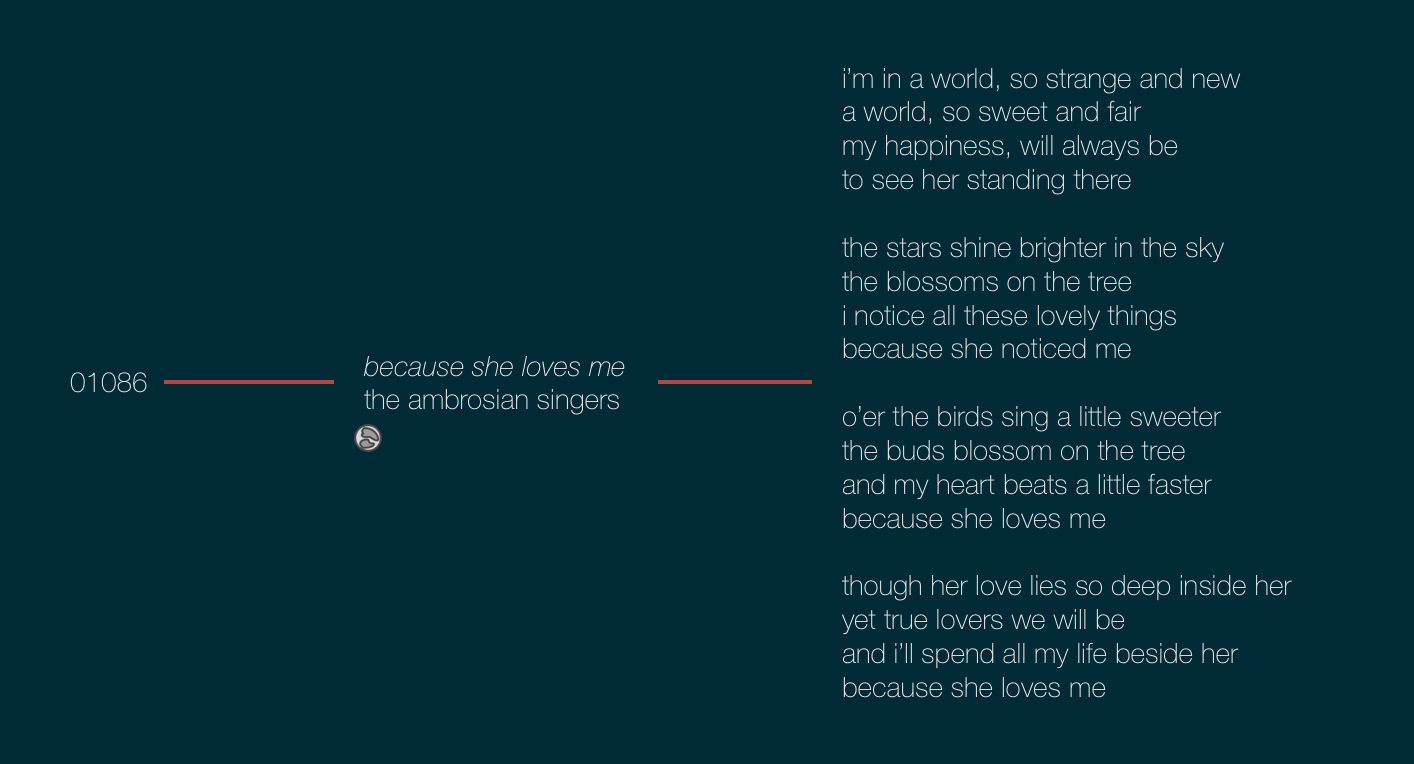 01086
because she loves me
the ambrosian singers
i'm in a world, so strange and new
a world, so sweet and fair
my happiness, will always be
to see her standing there
the stars shine brighter in the sky
the blossoms on the tree
i notice all these lovely things
because she noticed me
o'er the birds sing a little sweeter
the buds blossom on the tree
and my heart beats a little faster
because she loves me
though her love lies so deep inside her
yet true lovers we will be
and i'll spend all my life beside her
because she loves me